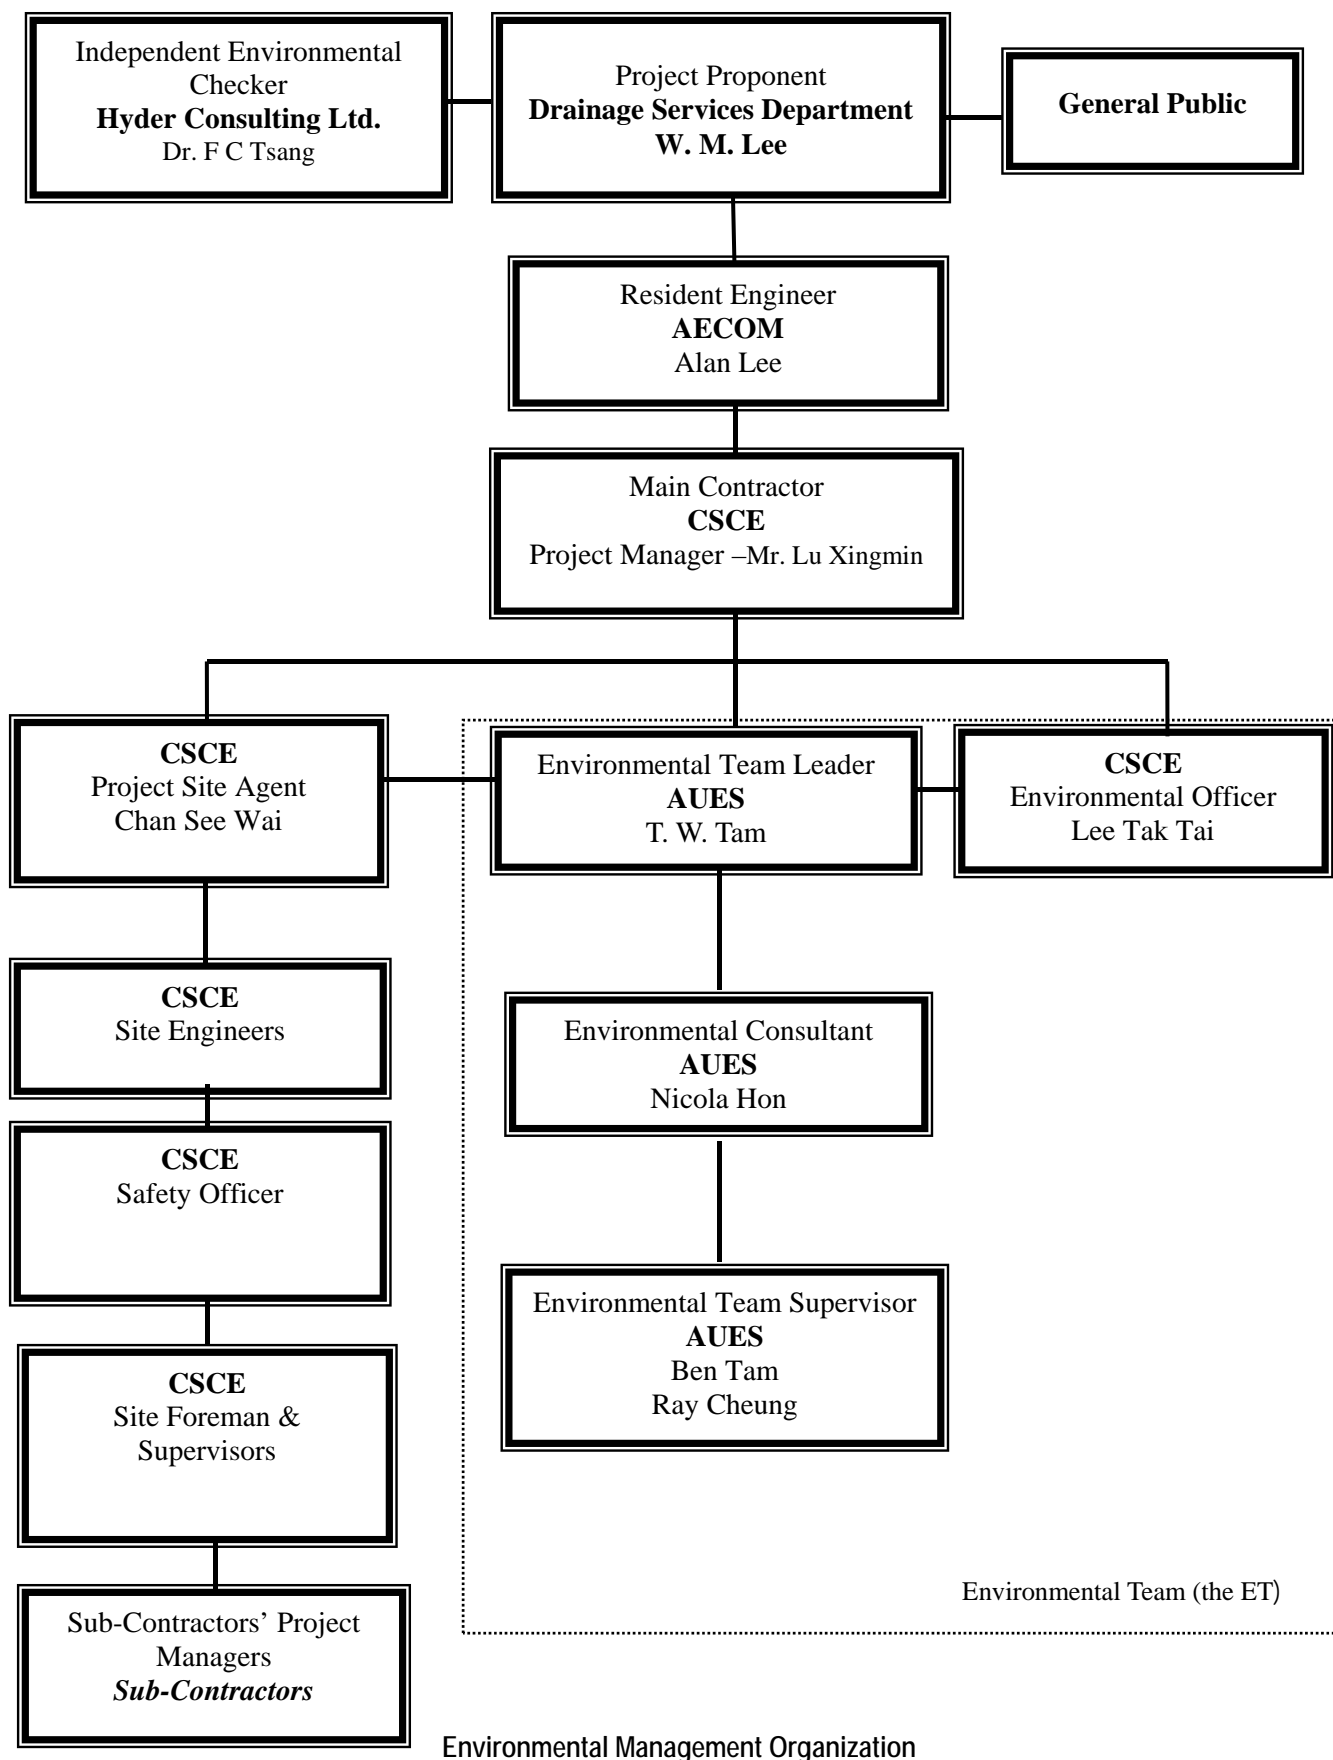 Independent Environmental
Checker
Hyder Consulting Ltd.
Dr. F C Tsang
Project Proponent
Drainage Services Department
W. M. Lee
General Public
Resident Engineer
AECOM
Alan Lee
Main Contractor
CSCE
Project Manager –Mr. Lu Xingmin
CSCE
Project Site Agent
Chan See Wai
Environmental Team Leader
AUES
T. W. Tam
CSCE
Environmental Officer
Lee Tak Tai
CSCE
Site Engineers
Environmental Consultant
AUES
Nicola Hon
CSCE
Safety Officer
Environmental Team Supervisor
AUES
Ben Tam
Ray Cheung
CSCE
Site Foreman &
Supervisors
Environmental Team (the ET)
Sub-Contractors’ Project
Managers
Sub-Contractors
Environmental Management Organization